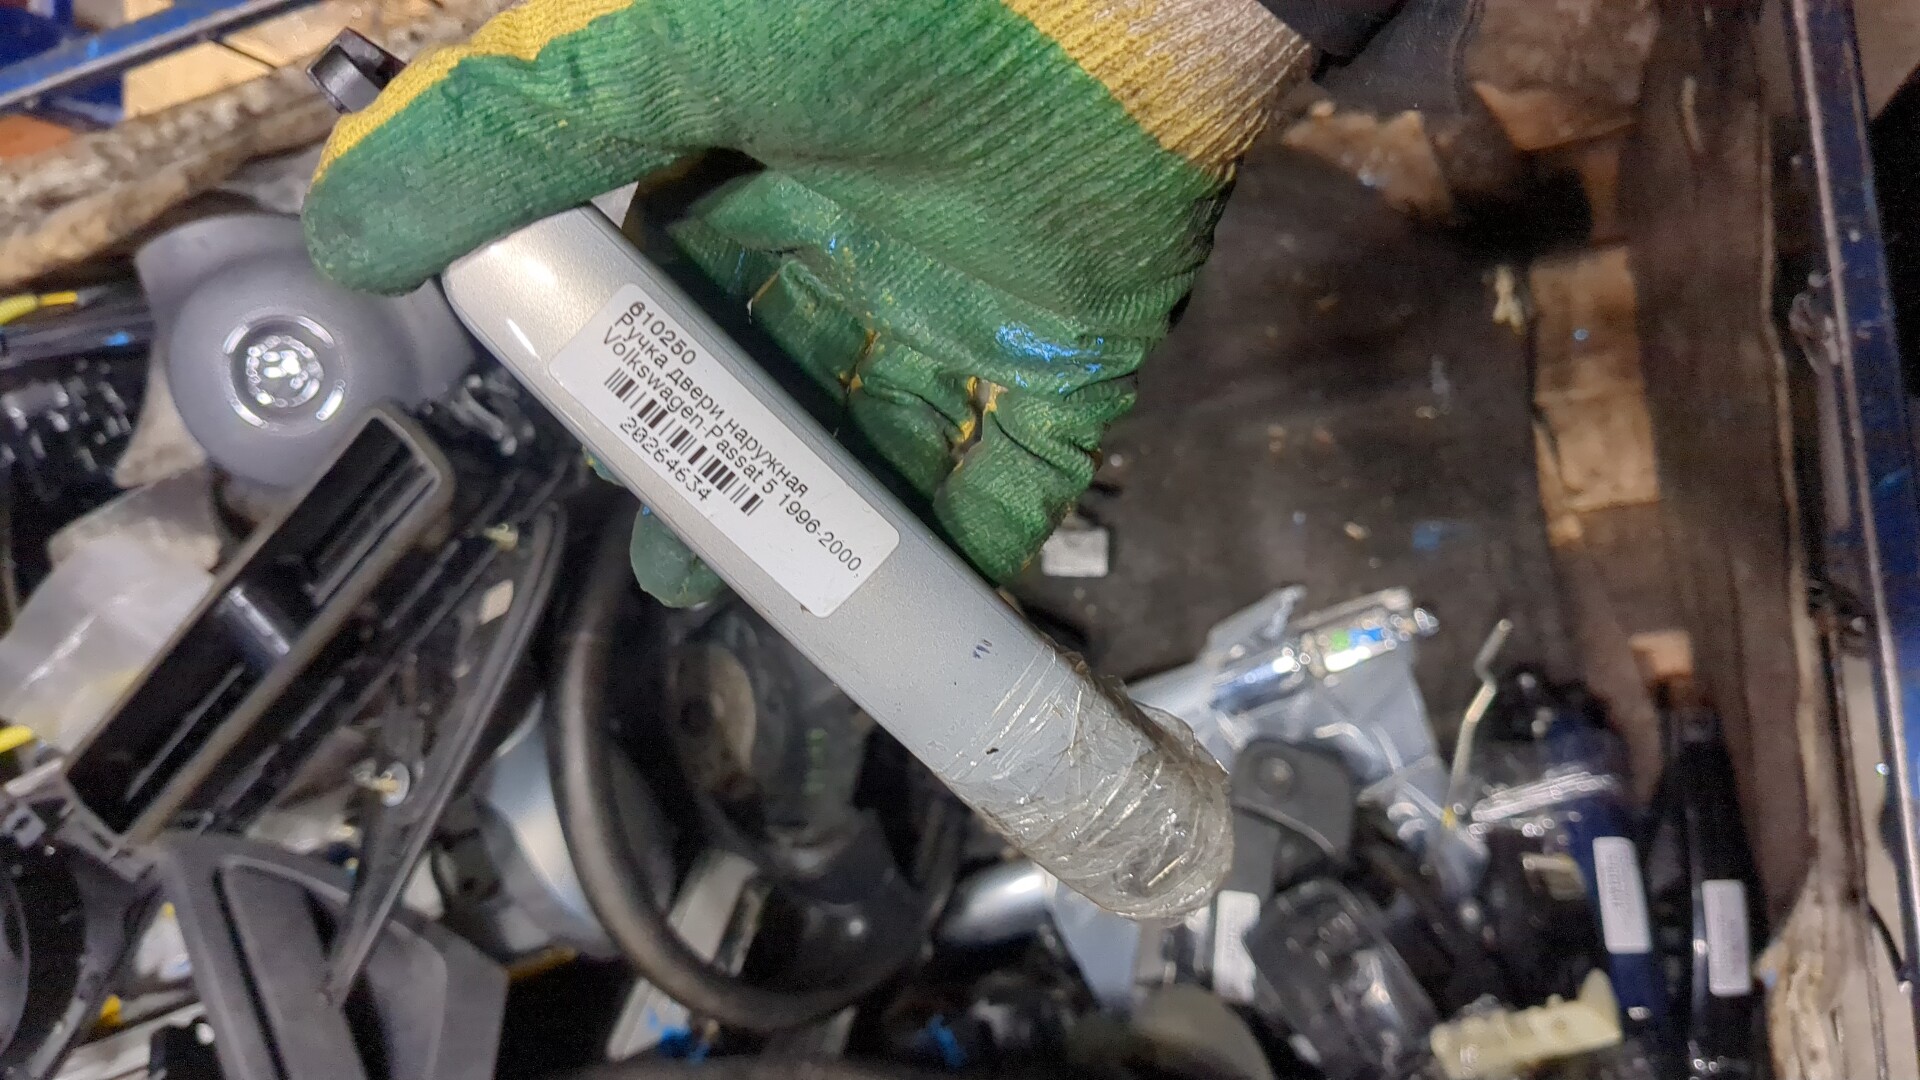 610250
Ручка двери наружная
Volkswagen-Passat 5 1996-2000,
20264634